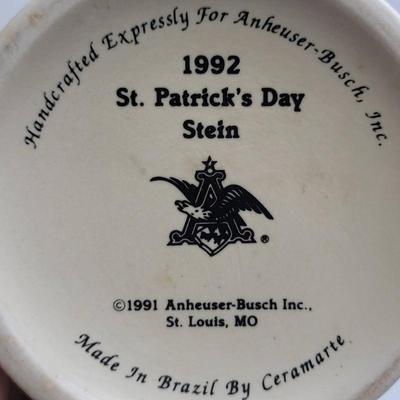 Handcrafted Expressly For Anheuser-Busch, Inc.
1992
St. Patrick's Day
Stein
A
®
©1991 Anheuser-Busch Inc.,
St. Louis, MO
Made In Brazil By Ceramarte